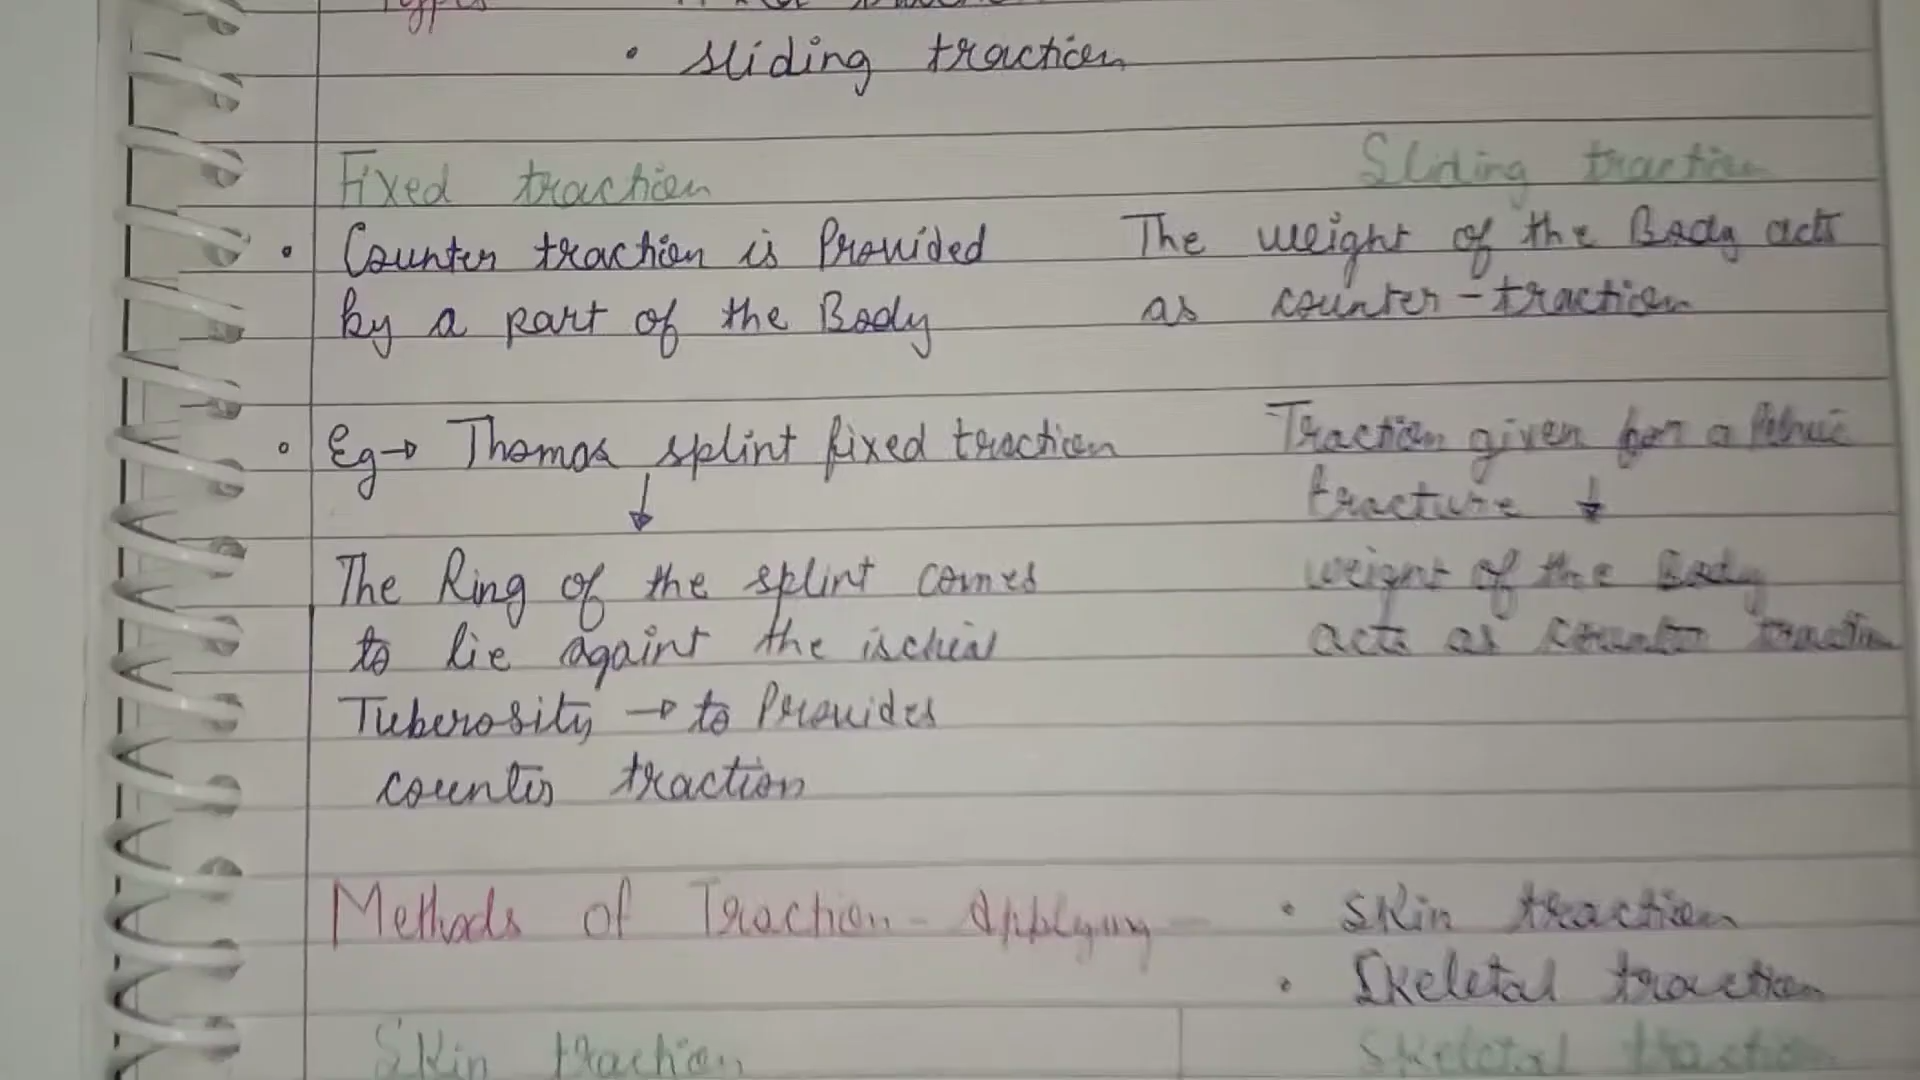 Types
• sliding traction
Fixed traction
Sliding traction
• Counter traction is Provided
by a part of the Body
The weight of the Body acts
as counter-traction
• Eg→ Thomas splint fixed traction
↓
The Ring of the splint comes
to lie againt the ischial
Tuberosity → to Provides
counter traction
Traction given for a Pelvic
fracture ↓
weight of the Body
acts as counter traction
Methods of Traction - Applying -
• Skin traction
• Skeletal traction
Skin traction
Skeletal traction